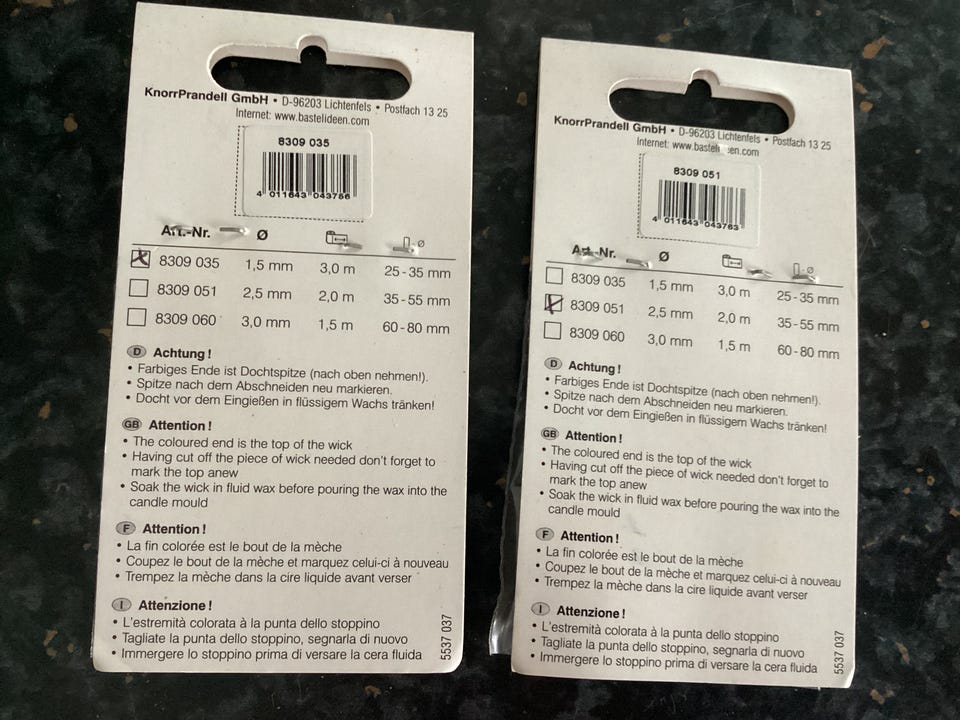 KnorrPrandell GmbH • D-96203 Lichtenfels • Postfach 13 25
Internet: www.bastelideen.com
8309 035
4 011643 043756
Art.-Nr. Ø Ø
8309 035 1,5 mm 3,0 m 25-35 mm
8309 051 2,5 mm 2,0 m 35-55 mm
8309 060 3,0 mm 1,5 m 60-80 mm
D Achtung!
• Farbiges Ende ist Dochtspitze (nach oben nehmen!).
• Spitze nach dem Abschneiden neu markieren.
• Docht vor dem Eingießen in flüssigem Wachs tränken!
GB Attention!
• The coloured end is the top of the wick
• Having cut off the piece of wick needed don't forget to
mark the top anew
• Soak the wick in fluid wax before pouring the wax into the
candle mould
F Attention!
• La fin colorée est le bout de la mèche
• Coupez le bout de la mèche et marquez celui-ci à nouveau
• Trempez la mèche dans la cire liquide avant verser
I Attenzione!
• L'estremità colorata à la punta dello stoppino
• Tagliate la punta dello stoppino, segnarla di nuovo
• Immergere lo stoppino prima di versare la cera fluida
5537 037
KnorrPrandell GmbH • D-96203 Lichtenfels • Postfach 13 25
Internet: www.basteli en.com
8309 051
4 011643 043763
Art.-Nr. Ø Ø
8309 035 1,5 mm 3,0 m 25-35 mm
8309 051 2,5 mm 2,0 m 35-55 mm
8309 060 3,0 mm 1,5 m 60-80 mm
D Achtung!
• Farbiges Ende ist Dochtspitze (nach oben nehmen!).
• Spitze nach dem Abschneiden neu markieren.
• Docht vor dem Eingießen in flüssigem Wachs tränken!
GB Attention!
• The coloured end is the top of the wick
• Having cut off the piece of wick needed don't forget to
mark the top anew
• Soak the wick in fluid wax before pouring the wax into the
candle mould
F Attention!
• La fin colorée est le bout de la mèche
• Coupez le bout de la mèche et marquez celui-ci à nouveau
• Trempez la mèche dans la cire liquide avant verser
I Attenzione!
• L'estremità colorata à la punta dello stoppino
• Tagliate la punta dello stoppino, segnarla di nuovo
• Immergere lo stoppino prima di versare la cera fluida
5537 037